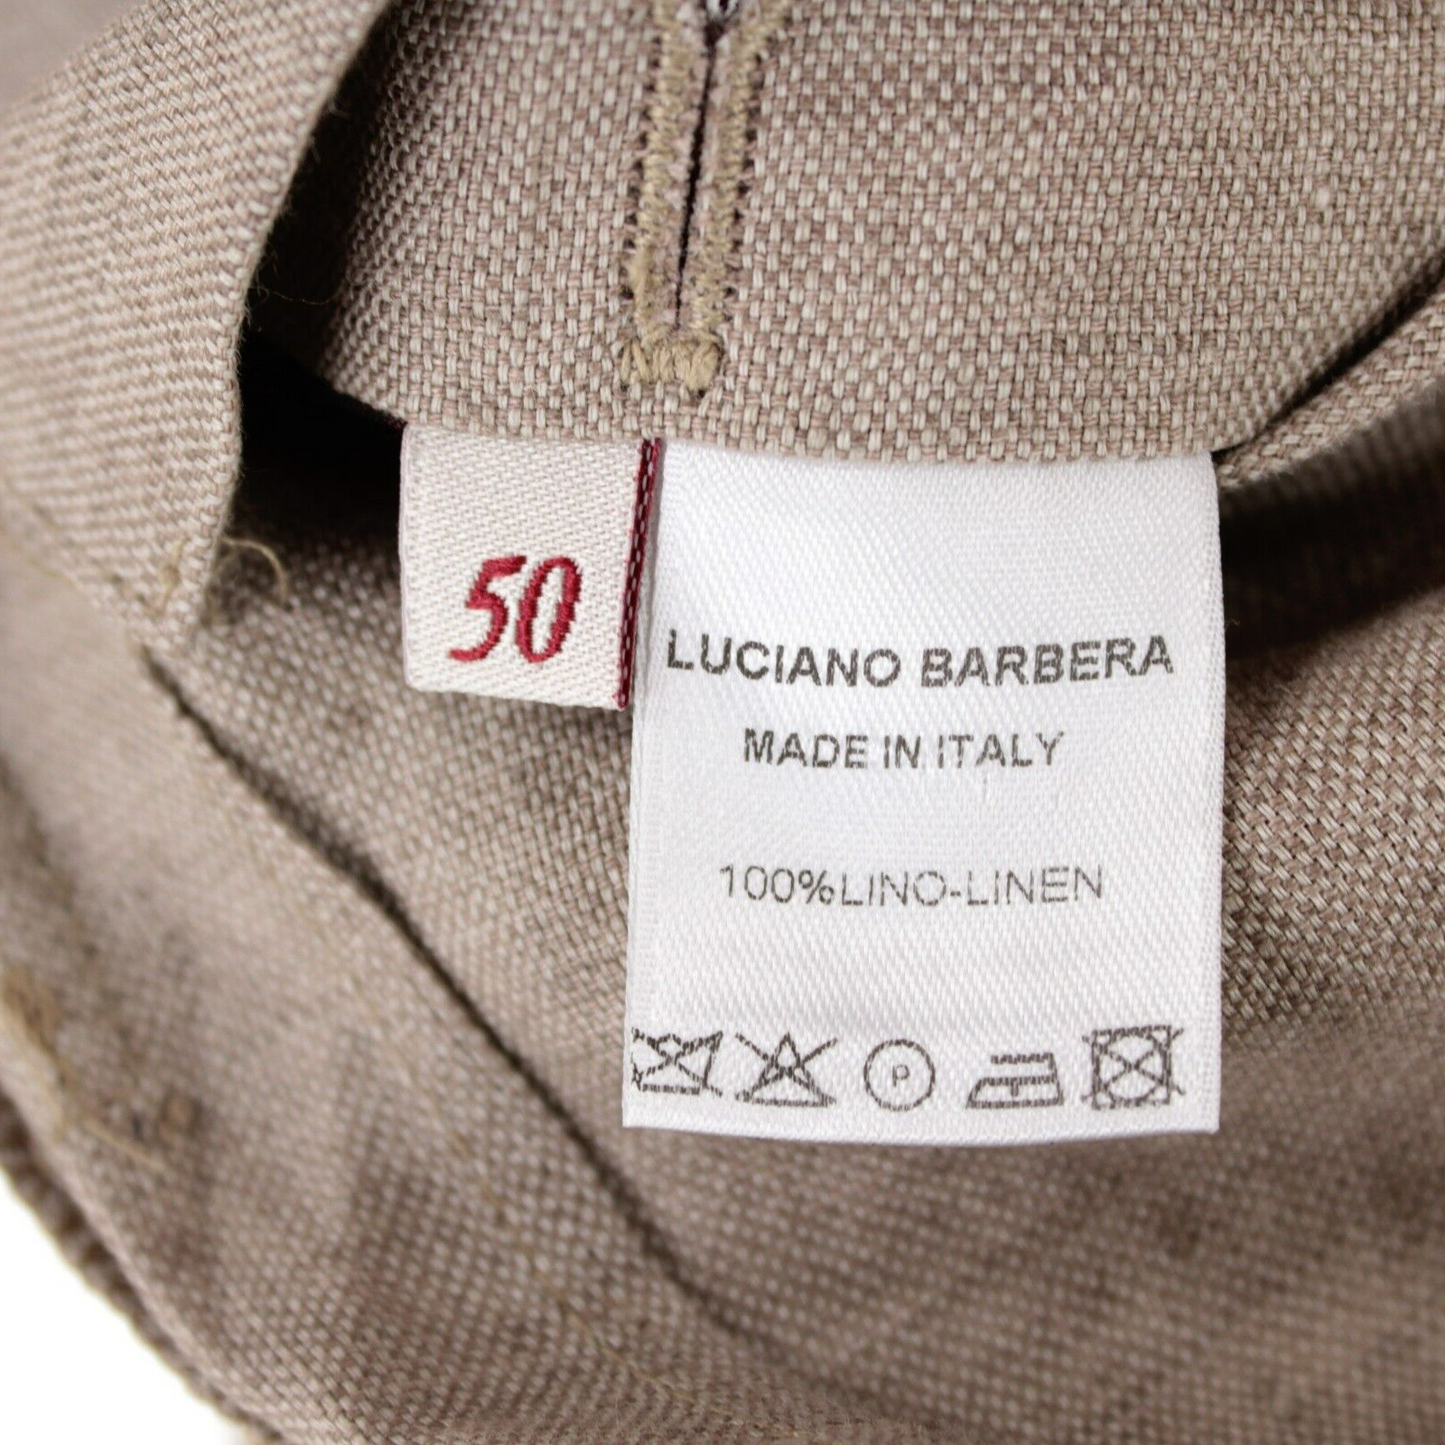 50
LUCIANO BARBERA
MADE IN ITALY
100%LINO-LINEN
P